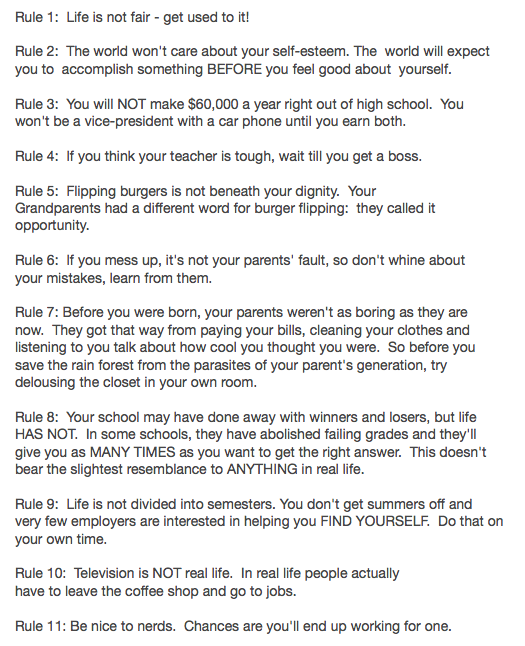 Rule 1:  Life is not fair - get used to it!
Rule 2:  The world won't care about your self-esteem. The  world will expect
you to  accomplish something BEFORE you feel good about  yourself.
Rule 3:  You will NOT make $60,000 a year right out of high school.  You
won't be a vice-president with a car phone until you earn both.
Rule 4:  If you think your teacher is tough, wait till you get a boss.
Rule 5:  Flipping burgers is not beneath your dignity.  Your
Grandparents had a different word for burger flipping:  they called it
opportunity.
Rule 6:  If you mess up, it's not your parents' fault, so don't whine about
your mistakes, learn from them.
Rule 7: Before you were born, your parents weren't as boring as they are
now.  They got that way from paying your bills, cleaning your clothes and
listening to you talk about how cool you thought you were.  So before you
save the rain forest from the parasites of your parent's generation, try
delousing the closet in your own room.
Rule 8:  Your school may have done away with winners and losers, but life
HAS NOT.  In some schools, they have abolished failing grades and they'll
give you as MANY TIMES as you want to get the right answer.  This doesn't
bear the slightest resemblance to ANYTHING in real life.
Rule 9:  Life is not divided into semesters. You don't get summers off and
very few employers are interested in helping you FIND YOURSELF.  Do that on
your own time.
Rule 10:  Television is NOT real life.  In real life people actually
have to leave the coffee shop and go to jobs.
Rule 11: Be nice to nerds.  Chances are you'll end up working for one.